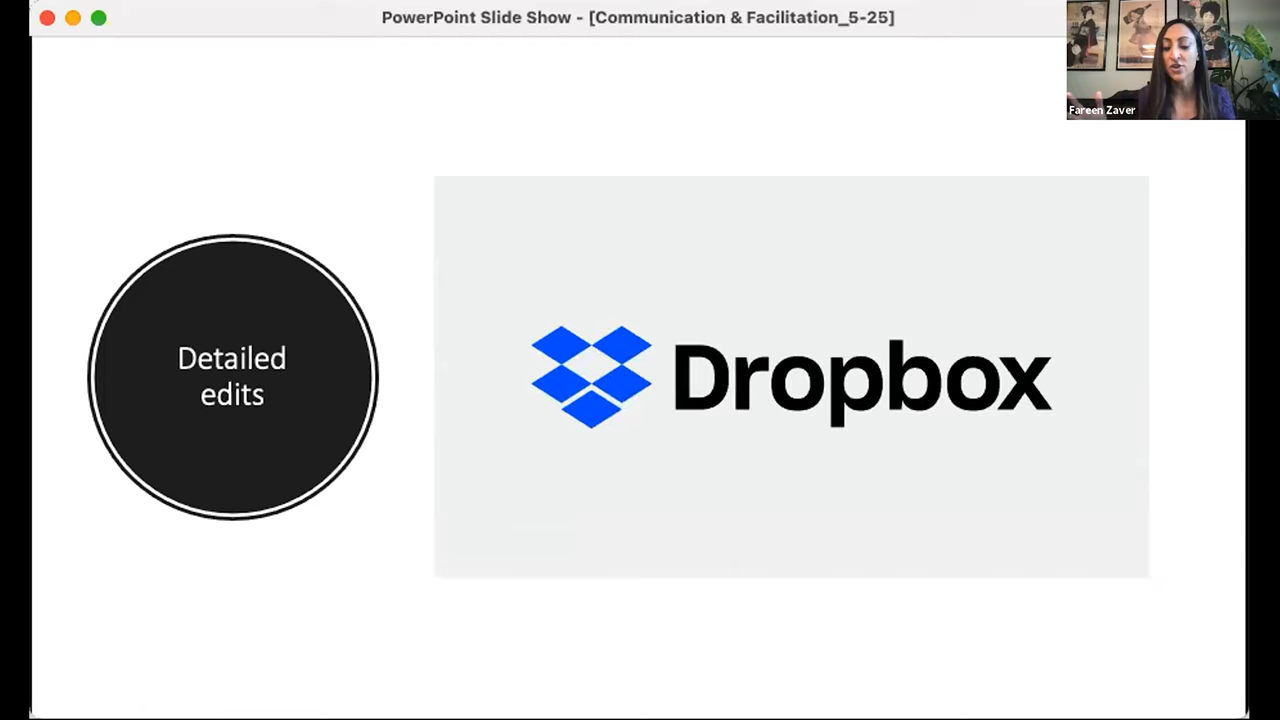 PowerPoint Slide Show - [Communication & Facilitation_5-25]
Fareen Zaver
Detailed
edits
Dropbox